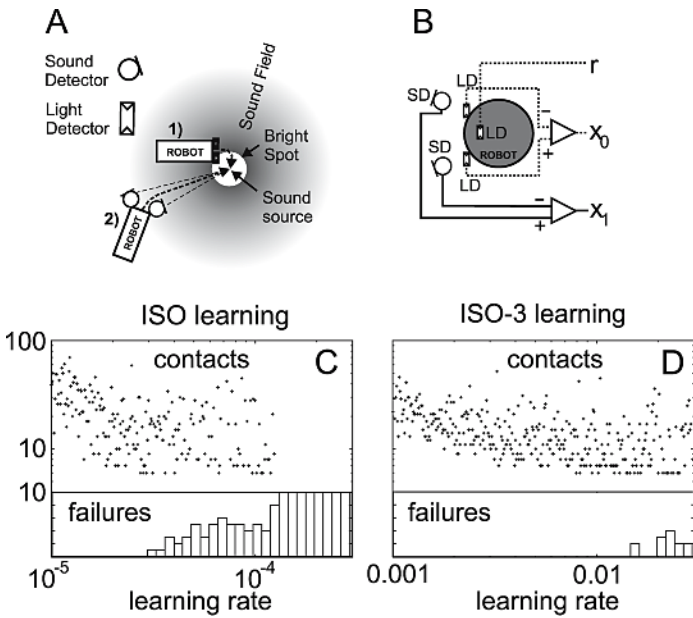 A
Sound
Detector
Light
Detector
Sound Field
1)
ROBOT
Bright
Spot
Sound
source
2)
ROBOT
B
r
LD
SD
LD
SD
ROBOT
LD
−
+
X0
−
+
X1
ISO learning
100
contacts
C
10
10
failures
10-5
10-4
learning rate
ISO-3 learning
contacts
D
failures
0.001
0.01
learning rate